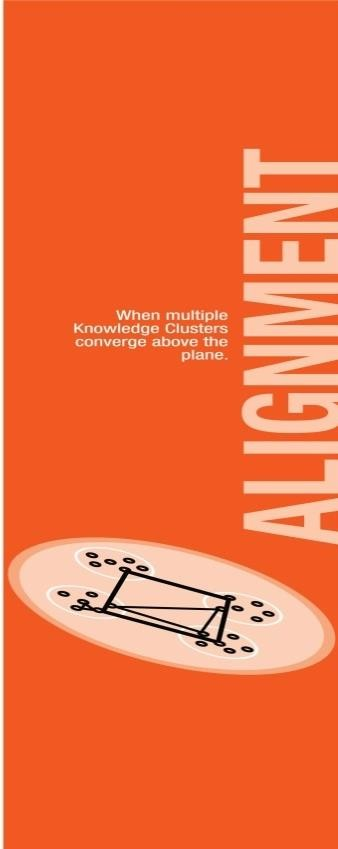 When multiple
Knowledge Clusters
converge above the
plane.
ALIGNMENT